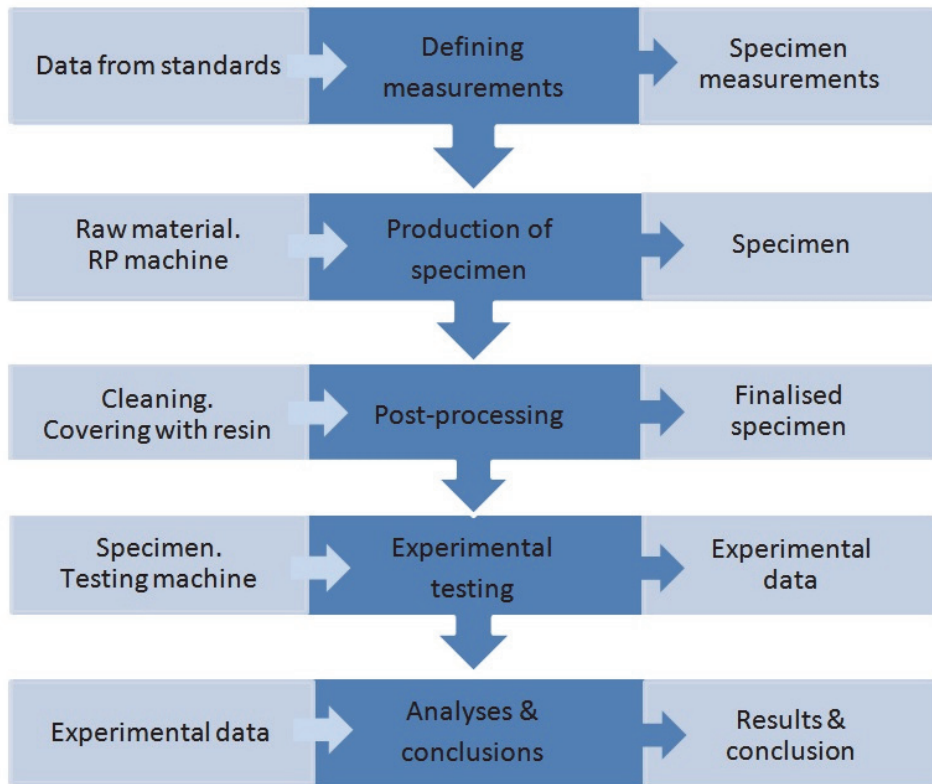 Data from standards
Defining
measurements
Specimen
measurements
Raw material.
RP machine
Production of
specimen
Specimen
Cleaning.
Covering with resin
Post-processing
Finalised
specimen
Specimen.
Testing machine
Experimental
testing
Experimental
data
Experimental data
Analyses &
conclusions
Results &
conclusion